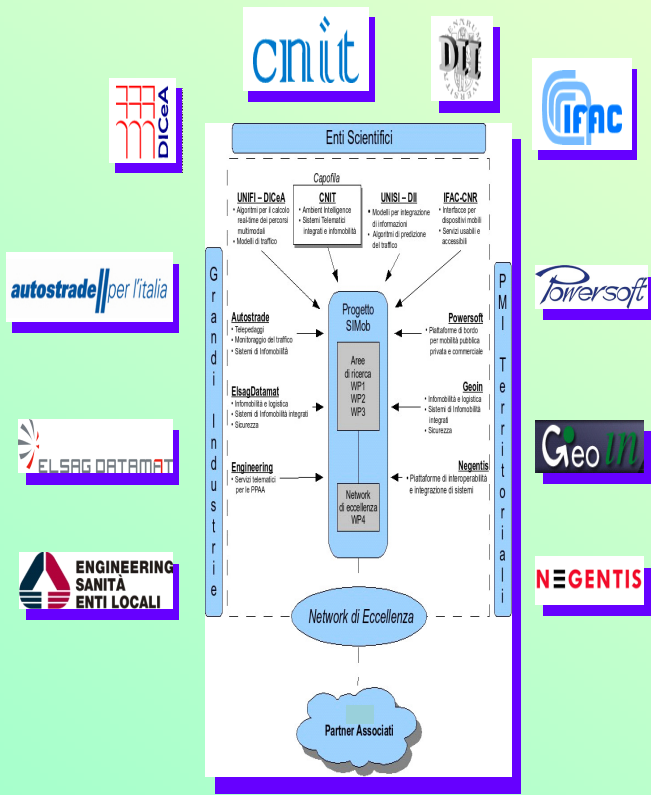 cnit
DII
DICeA
IFAC
Enti Scientifici
Capofila
UNIFI – DICeA
• Algoritmi per il calcolo
real-time dei percorsi
multimodali
• Modelli di traffico
CNIT
• Ambient Intelligence
• Sistemi Telematici
integrati e infomobilità
UNISI – DII
• Modelli per integrazione
di informazioni
• Algoritmi di predizione
del traffico
IFAC-CNR
• Interfacce per
dispositivi mobili
• Servizi usabili e
accessibili
Grandi Industrie
PMI Territoriali
autostrade per l'italia
Powersoft
Progetto
SIMob
Autostrade
• Telepedaggi
• Monitoraggio del traffico
• Sistemi di Infomobilità
Powersoft
• Piattaforme di bordo
per mobilità pubblica
privata e commerciale
Aree
di ricerca
WP1
WP2
WP3
ElsagDatamat
• Infomobilità e logistica
• Sistemi di Infomobilità integrati
• Sicurezza
Geoin
• Infomobilità e logistica
• Sistemi di Infomobilità
integrati
• Sicurezza
ELSAG DATAMAT
Geo in
Engineering
• Servizi telematici
per le PPAA
Negentis
• Piattaforme di interoperabilità
e integrazione di sistemi
Network
di eccellenza
WP4
ENGINEERING
SANITÀ
ENTI LOCALI
NEGENTIS
Network di Eccellenza
Partner Associati